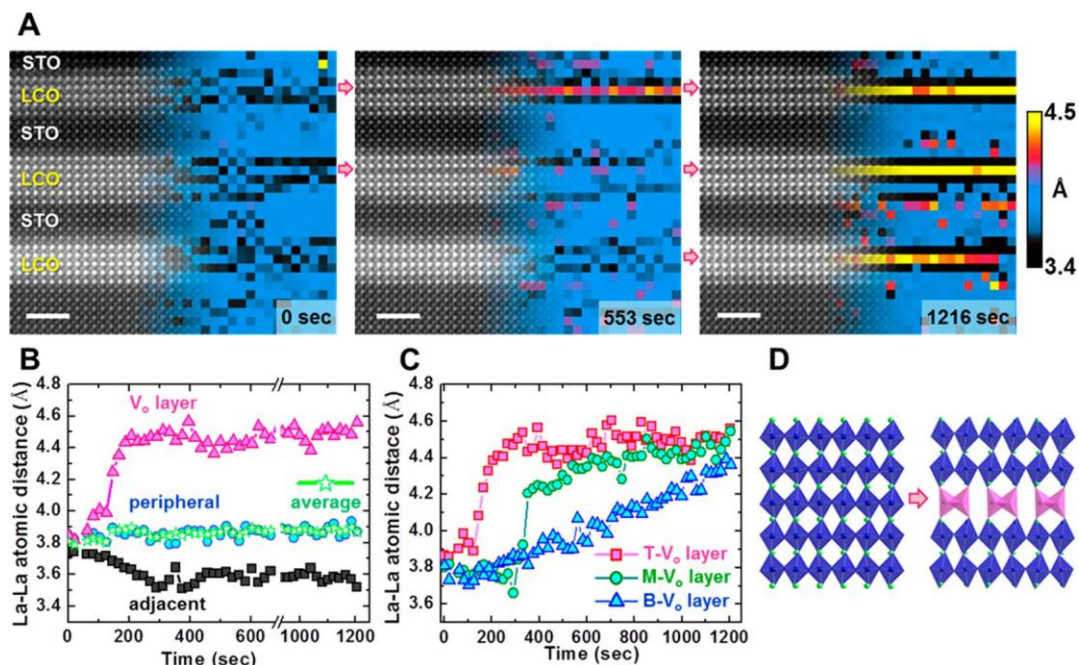 A
STO
LCO
STO
LCO
STO
LCO
0 sec
553 sec
1216 sec
4.5
Å
3.4
B
La-La atomic distance (Å)
4.8
4.6
4.4
4.2
4.0
3.8
3.6
3.4
Vo layer
peripheral
average
adjacent
0 200 400 600 1000 1200
Time (sec)
C
La-La atomic distance (Å)
4.8
4.6
4.4
4.2
4.0
3.8
3.6
T-Vo layer
M-Vo layer
B-Vo layer
0 200 400 600 800 1000 1200
Time (sec)
D